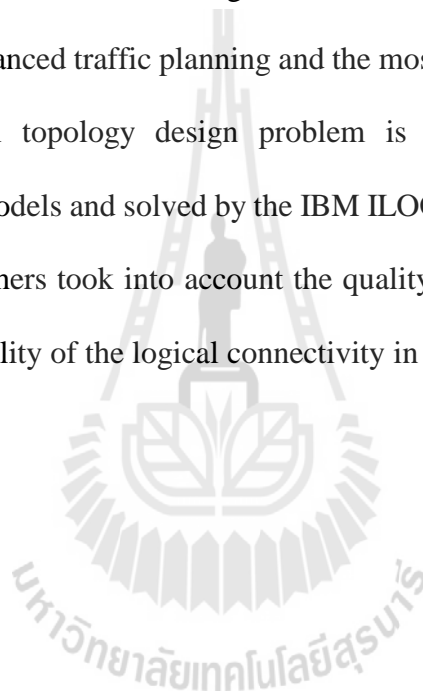 anced traffic planning and the mos
topology design problem is
odels and solved by the IBM ILO
ners took into account the quality
lity of the logical connectivity in
มหาวิทยาลัยเทคโนโลยีสุรนารี